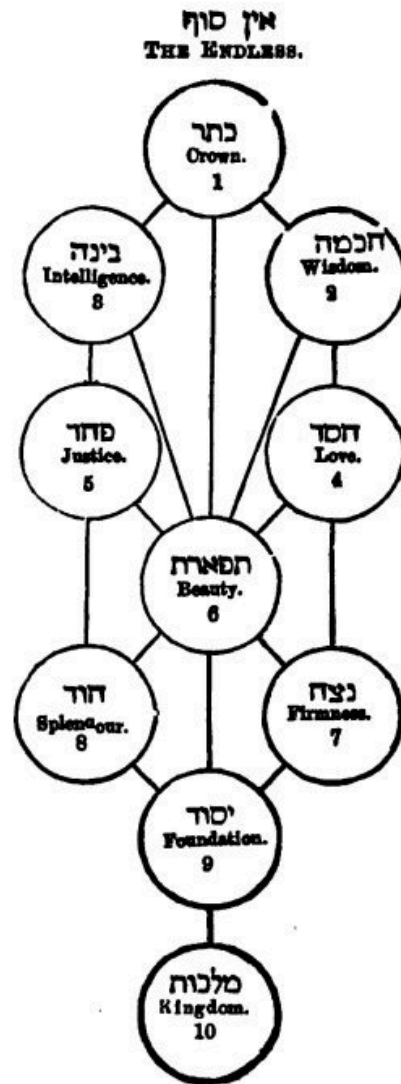 אין סוף
THE ENDLESS.
כתר
Crown.
1
בינה
Intelligence.
3
חכמה
Wisdom.
2
פחד
Justice.
5
חסד
Love.
4
תפארת
Beauty.
6
הוד
Splendour.
8
נצח
Firmness.
7
יסוד
Foundation.
9
מלכות
Kingdom.
10